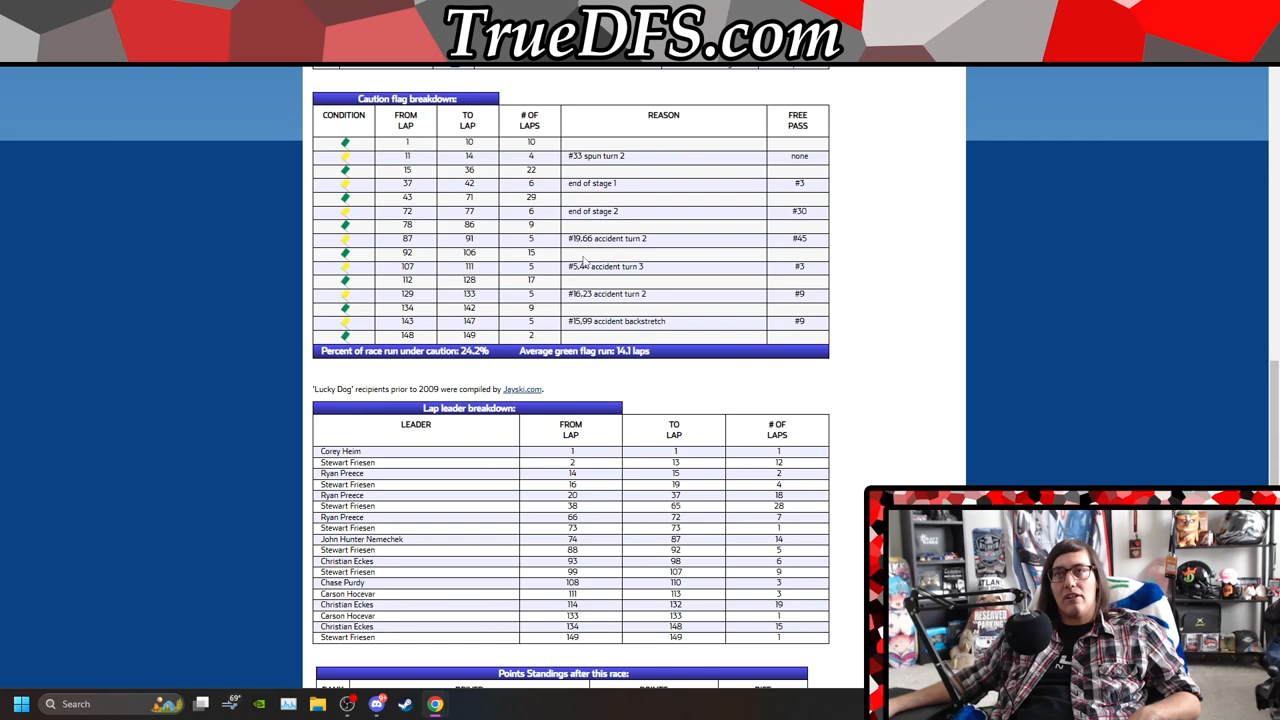 TrueDFS.com
Caution flag breakdown:
CONDITION FROM LAP TO LAP # OF LAPS REASON FREE PASS
1 10 10
11 14 4 #33 spun turn 2 none
15 36 22
37 42 6 end of stage 1 #3
43 71 29
72 77 6 end of stage 2 #30
78 86 9
87 91 5 #19,66 accident turn 2 #45
92 106 15
107 111 5 accident turn 3 #3
112 128 17
129 133 5 #16,23 accident turn 2 #9
134 142 9
143 147 5 #15,99 accident backstretch #9
148 149 2
Percent of race run under caution: 24.2% Average green flag run: 14.1 laps
'Lucky Dog' recipients prior to 2009 were compiled by Jayski.com.
Lap leader breakdown:
LEADER FROM LAP TO LAP # OF LAPS
Corey Heim 1 1 1
Stewart Friesen 2 13 12
Ryan Preece 14 15 2
Stewart Friesen 16 19 4
Ryan Preece 20 37 18
Stewart Friesen 38 65 28
Ryan Preece 66 72 7
Stewart Friesen 73 73 1
John Hunter Nemechek 74 87 14
Stewart Friesen 88 92 5
Christian Eckes 93 98 6
Stewart Friesen 99 107 9
Chase Purdy 108 110 3
Carson Hocevar 111 113 3
Christian Eckes 114 132 19
Carson Hocevar 133 133 1
Christian Eckes 134 148 15
Stewart Friesen 149 149 1
Points Standings after this race:
RESERVED
PARKING
Search
69°